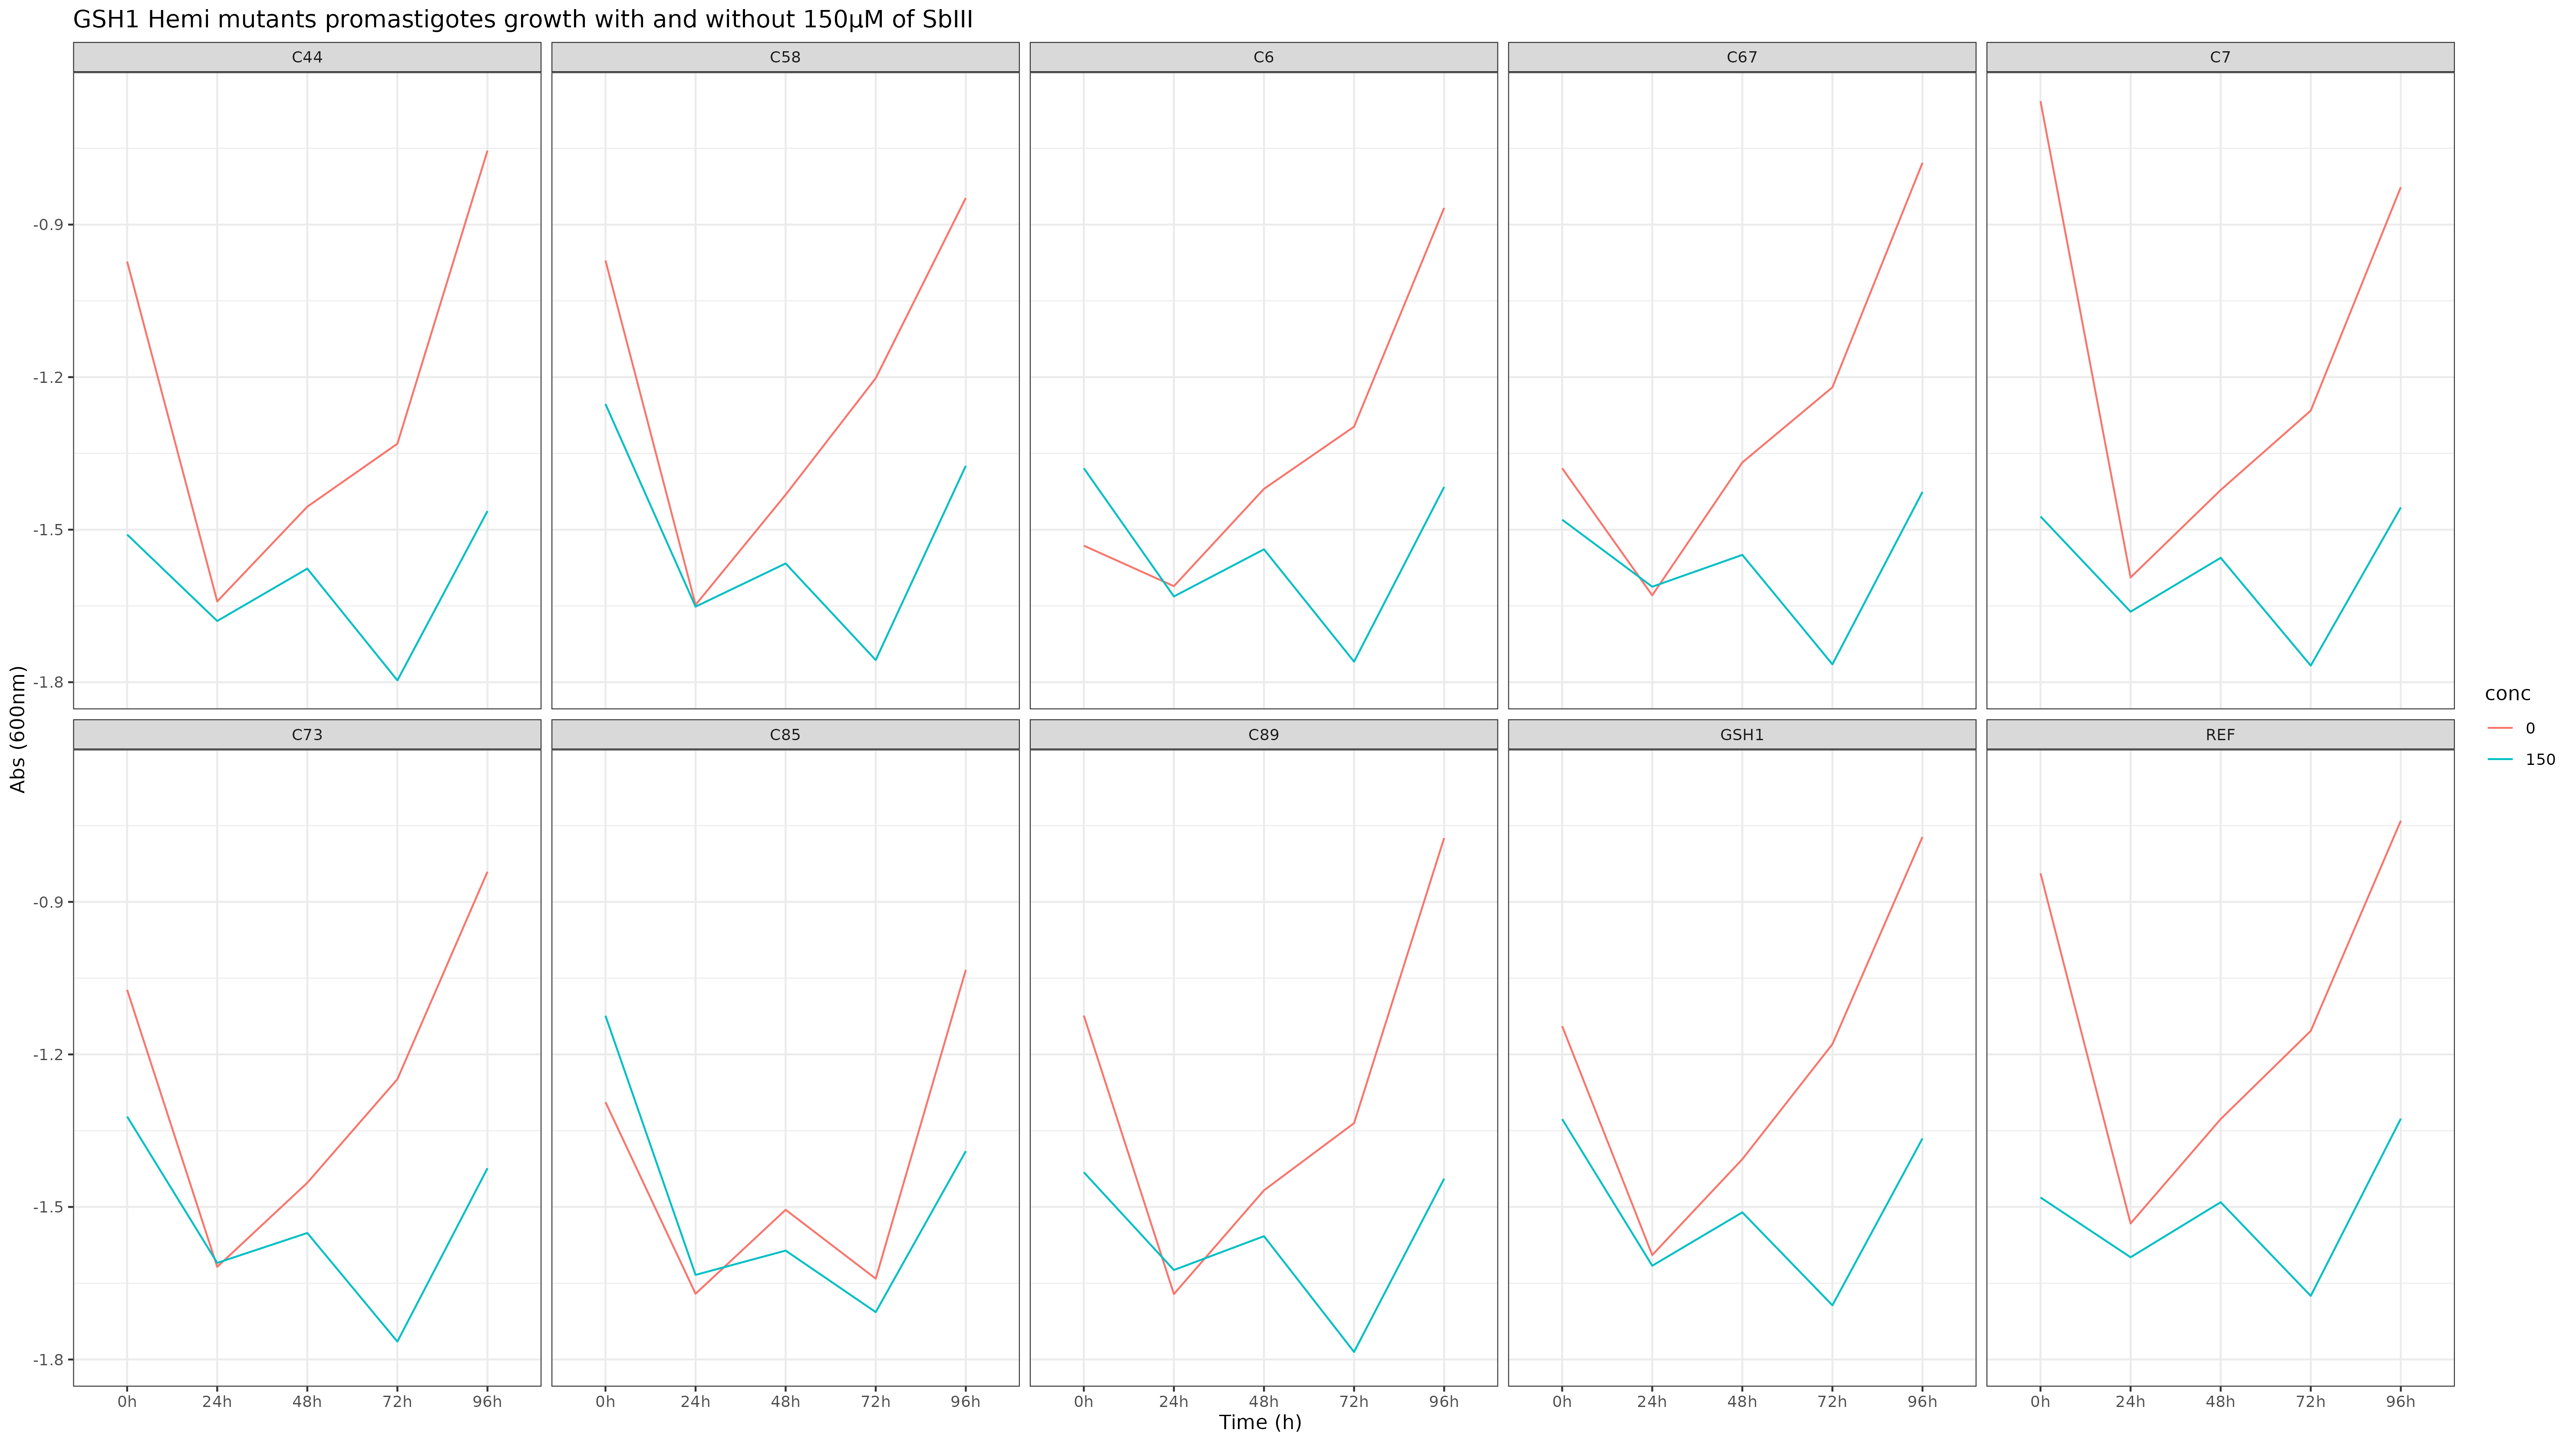 GSH1 Hemi mutants promastigotes growth with and without 150µM of SbIII
C44 C58 C6 C67 C7
-0.9
-1.2
-1.5
-1.8
C73 C85 C89 GSH1 REF
-0.9
-1.2
-1.5
-1.8
0h 24h 48h 72h 96h 0h 24h 48h 72h 96h 0h 24h 48h 72h 96h 0h 24h 48h 72h 96h 0h 24h 48h 72h 96h
Time (h)
Abs (600nm)
conc
0
150